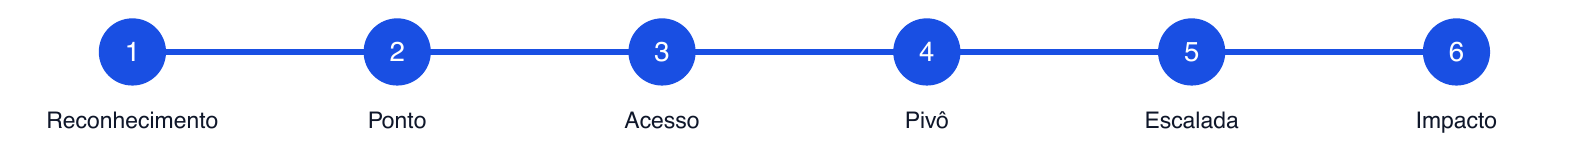 1 2 3 4 5 6
Reconhecimento Ponto Acesso Pivô Escalada Impacto